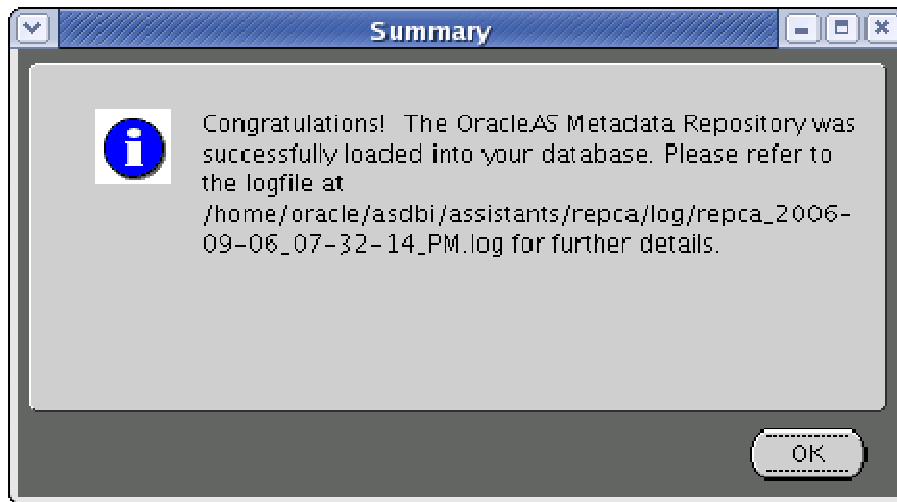 Summary
Congratulations! The OracleAS Metadata Repository was
successfully loaded into your database. Please refer to
the logfile at
/home/oracle/asdbi/assistants/repca/log/repca_2006-
09-06_07-32-14_PM.log for further details.
OK